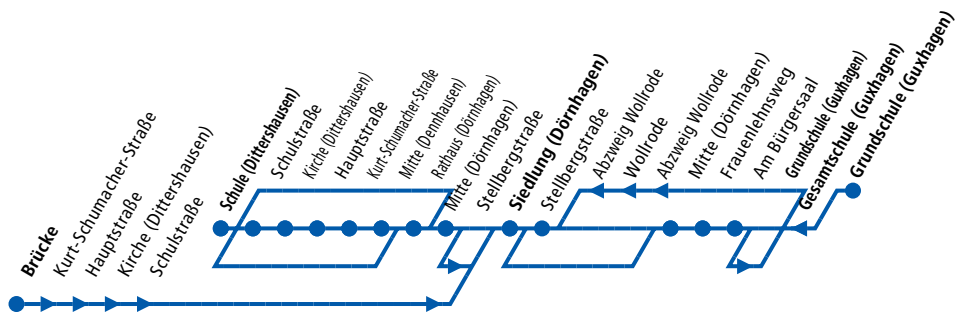 Brücke
Kurt-Schumacher-Straße
Hauptstraße
Kirche (Dittershausen)
Schulstraße
Schule (Dittershausen)
Schulstraße
Kirche (Dittershausen)
Hauptstraße
Kurt-Schumacher-Straße
Mitte (Dennhausen)
Rathaus (Dörnhagen)
Mitte (Dörnhagen)
Stellbergstraße
Siedlung (Dörnhagen)
Stellbergstraße
Abzweig Wollrode
Wollrode
Abzweig Wollrode
Mitte (Dörnhagen)
Frauenlehnsweg
Am Bürgersaal
Grundschule (Guxhagen)
Gesamtschule (Guxhagen)
Grundschule (Guxhagen)